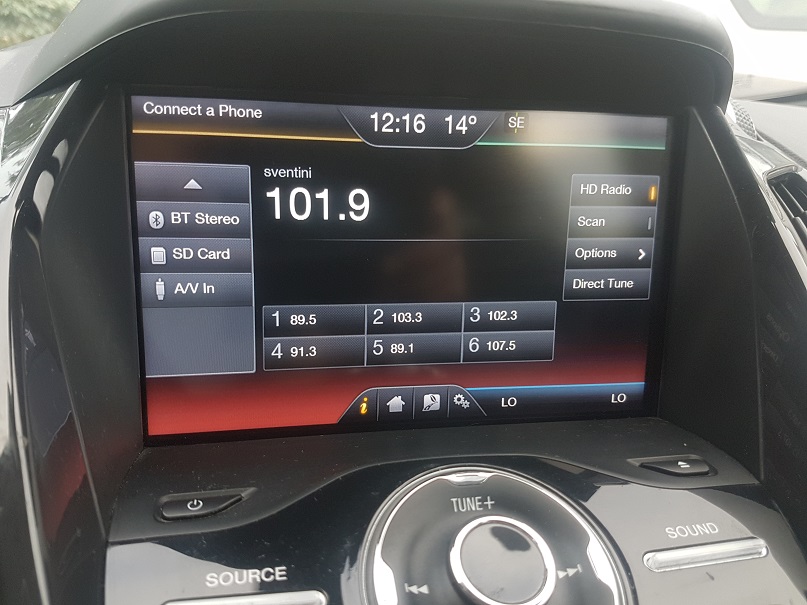 Connect a Phone
12:16 14° SE
sventini
101.9
BT Stereo
SD Card
A/V In
HD Radio
Scan
Options
Direct Tune
1 89.5 2 103.3 3 102.3
4 91.3 5 89.1 6 107.5
i
LO LO
TUNE+
SOURCE
SOUND